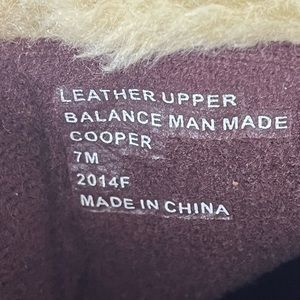 LEATHER UPPER
BALANCE MAN MADE
COOPER
7M
2014F
MADE IN CHINA